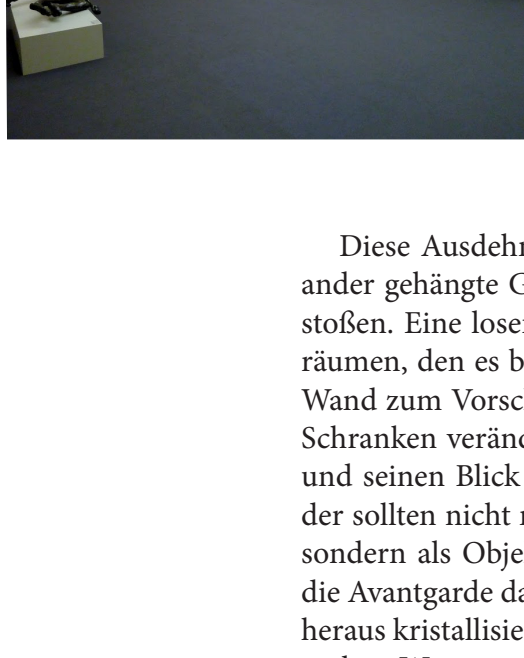 Diese Ausdehn
ander gehängte G
stoßen. Eine lose
räumen, den es b
Wand zum Vorsc
Schranken veränd
und seinen Blick
der sollten nicht
sondern als Obje
die Avantgarde da
heraus kristallisie